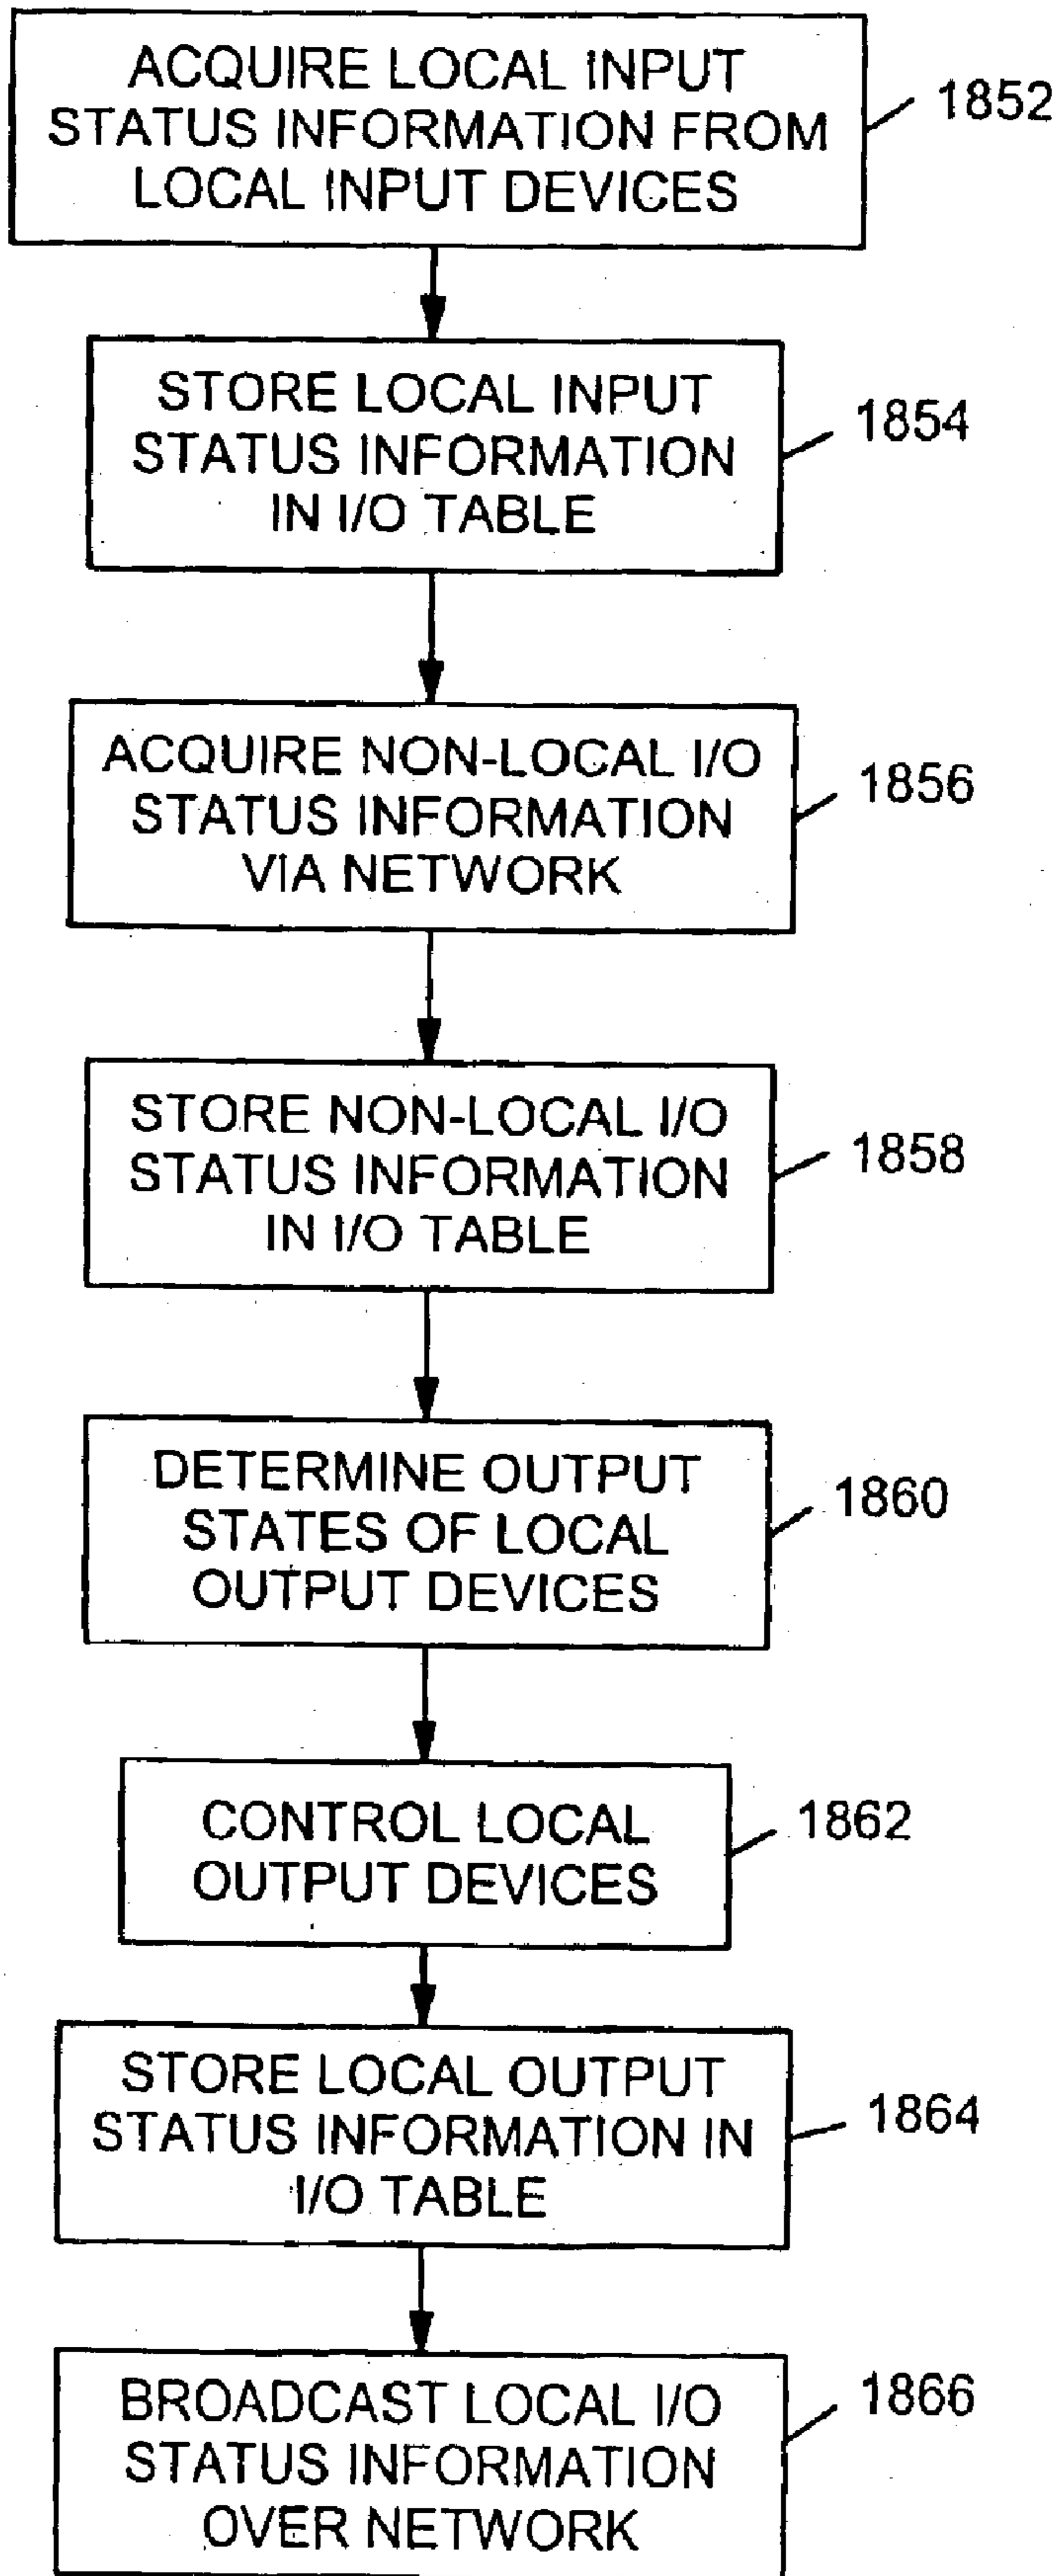 ACQUIRE LOCAL INPUT
STATUS INFORMATION FROM
LOCAL INPUT DEVICES
1852
STORE LOCAL INPUT
STATUS INFORMATION
IN I/O TABLE
1854
ACQUIRE NON-LOCAL I/O
STATUS INFORMATION
VIA NETWORK
1856
STORE NON-LOCAL I/O
STATUS INFORMATION
IN I/O TABLE
1858
DETERMINE OUTPUT
STATES OF LOCAL
OUTPUT DEVICES
1860
CONTROL LOCAL
OUTPUT DEVICES
1862
STORE LOCAL OUTPUT
STATUS INFORMATION IN
I/O TABLE
1864
BROADCAST LOCAL I/O
STATUS INFORMATION
OVER NETWORK
1866